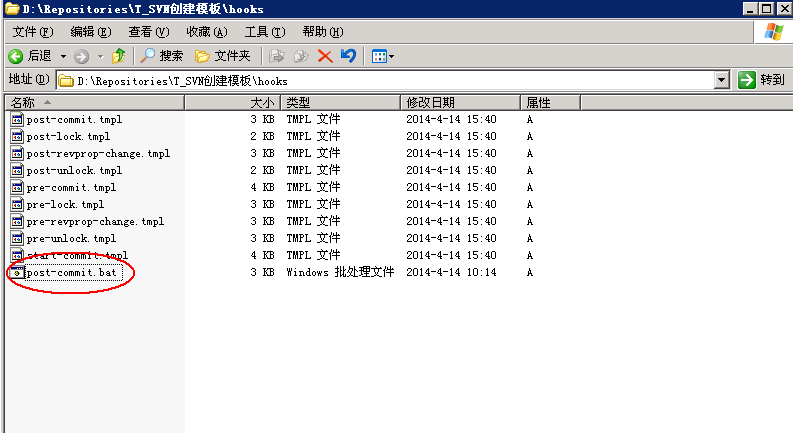 D:\Repositories\T_SVN创建模板\hooks
文件(F) 编辑(E) 查看(V) 收藏(A) 工具(T) 帮助(H)
后退 搜索 文件夹
地址(D) D:\Repositories\T_SVN创建模板\hooks 转到
名称 大小 类型 修改日期 属性
post-commit.tmpl 3 KB TMPL 文件 2014-4-14 15:40 A
post-lock.tmpl 2 KB TMPL 文件 2014-4-14 15:40 A
post-revprop-change.tmpl 3 KB TMPL 文件 2014-4-14 15:40 A
post-unlock.tmpl 2 KB TMPL 文件 2014-4-14 15:40 A
pre-commit.tmpl 4 KB TMPL 文件 2014-4-14 15:40 A
pre-lock.tmpl 3 KB TMPL 文件 2014-4-14 15:40 A
pre-revprop-change.tmpl 3 KB TMPL 文件 2014-4-14 15:40 A
pre-unlock.tmpl 3 KB TMPL 文件 2014-4-14 15:40 A
start-commit.tmpl 4 KB TMPL 文件 2014-4-14 15:40 A
post-commit.bat 3 KB Windows 批处理文件 2014-4-14 10:14 A